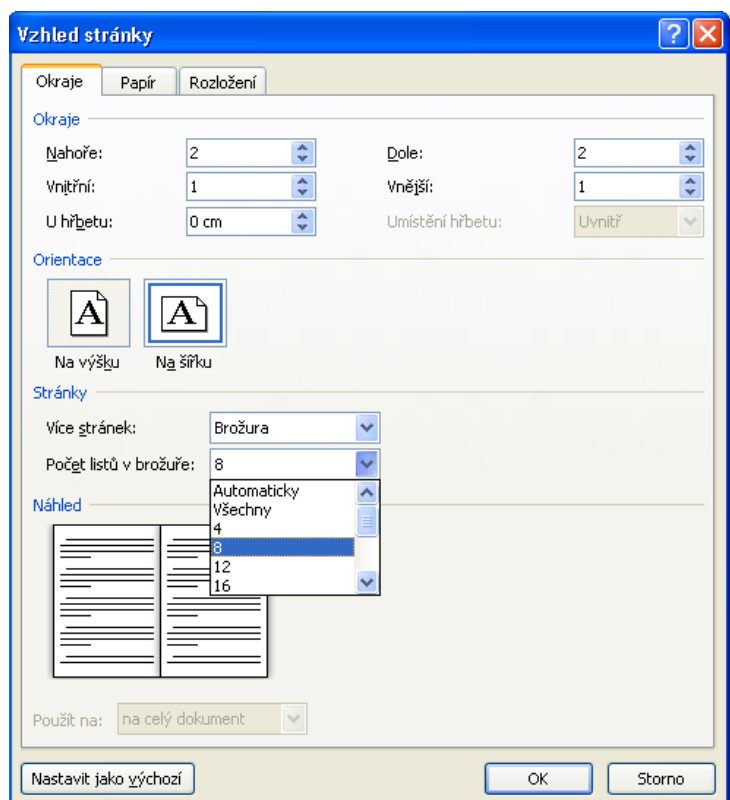 Vzhled stránky
Okraje Papír Rozložení
Okraje
Nahoře: 2 Dole: 2
Vnitřní: 1 Vnější: 1
U hřbetu: 0 cm Umístění hřbetu: Uvnitř
Orientace
A A
Na výšku Na šířku
Stránky
Více stránek: Brožura
Počet listů v brožuře: 8
Automaticky
Všechny
4
8
12
16
Náhled
Použít na: na celý dokument
Nastavit jako výchozí OK Storno